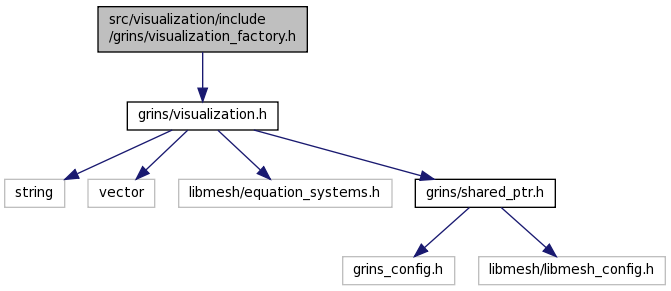 src/visualization/include
/grins/visualization_factory.h
grins/visualization.h
string
vector
libmesh/equation_systems.h
grins/shared_ptr.h
grins_config.h
libmesh/libmesh_config.h